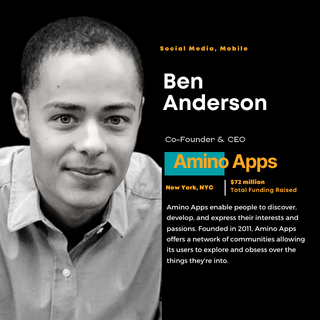 Social Media, Mobile
Ben
Anderson
Co-Founder & CEO
Amino Apps
New York, NYC
$72 million
Total Funding Raised
Amino Apps enable people to discover,
develop, and express their interests and
passions. Founded in 2011, Amino Apps
offers a network of communities allowing
its users to explore and obsess over the
things they're into.